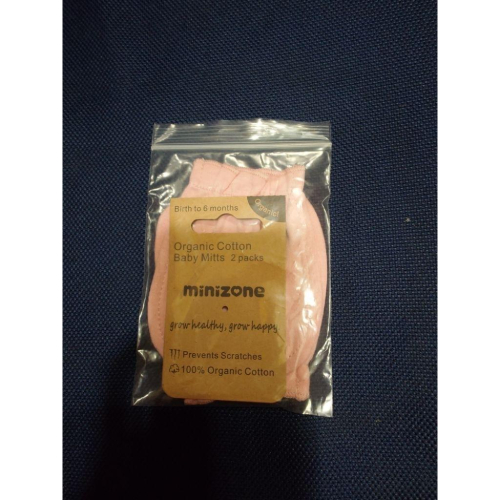 Birth to 6 months
Organic
Organic Cotton
Baby Mitts 2 packs
minizone
grow healthy, grow happy
Prevents Scratches
100% Organic Cotton